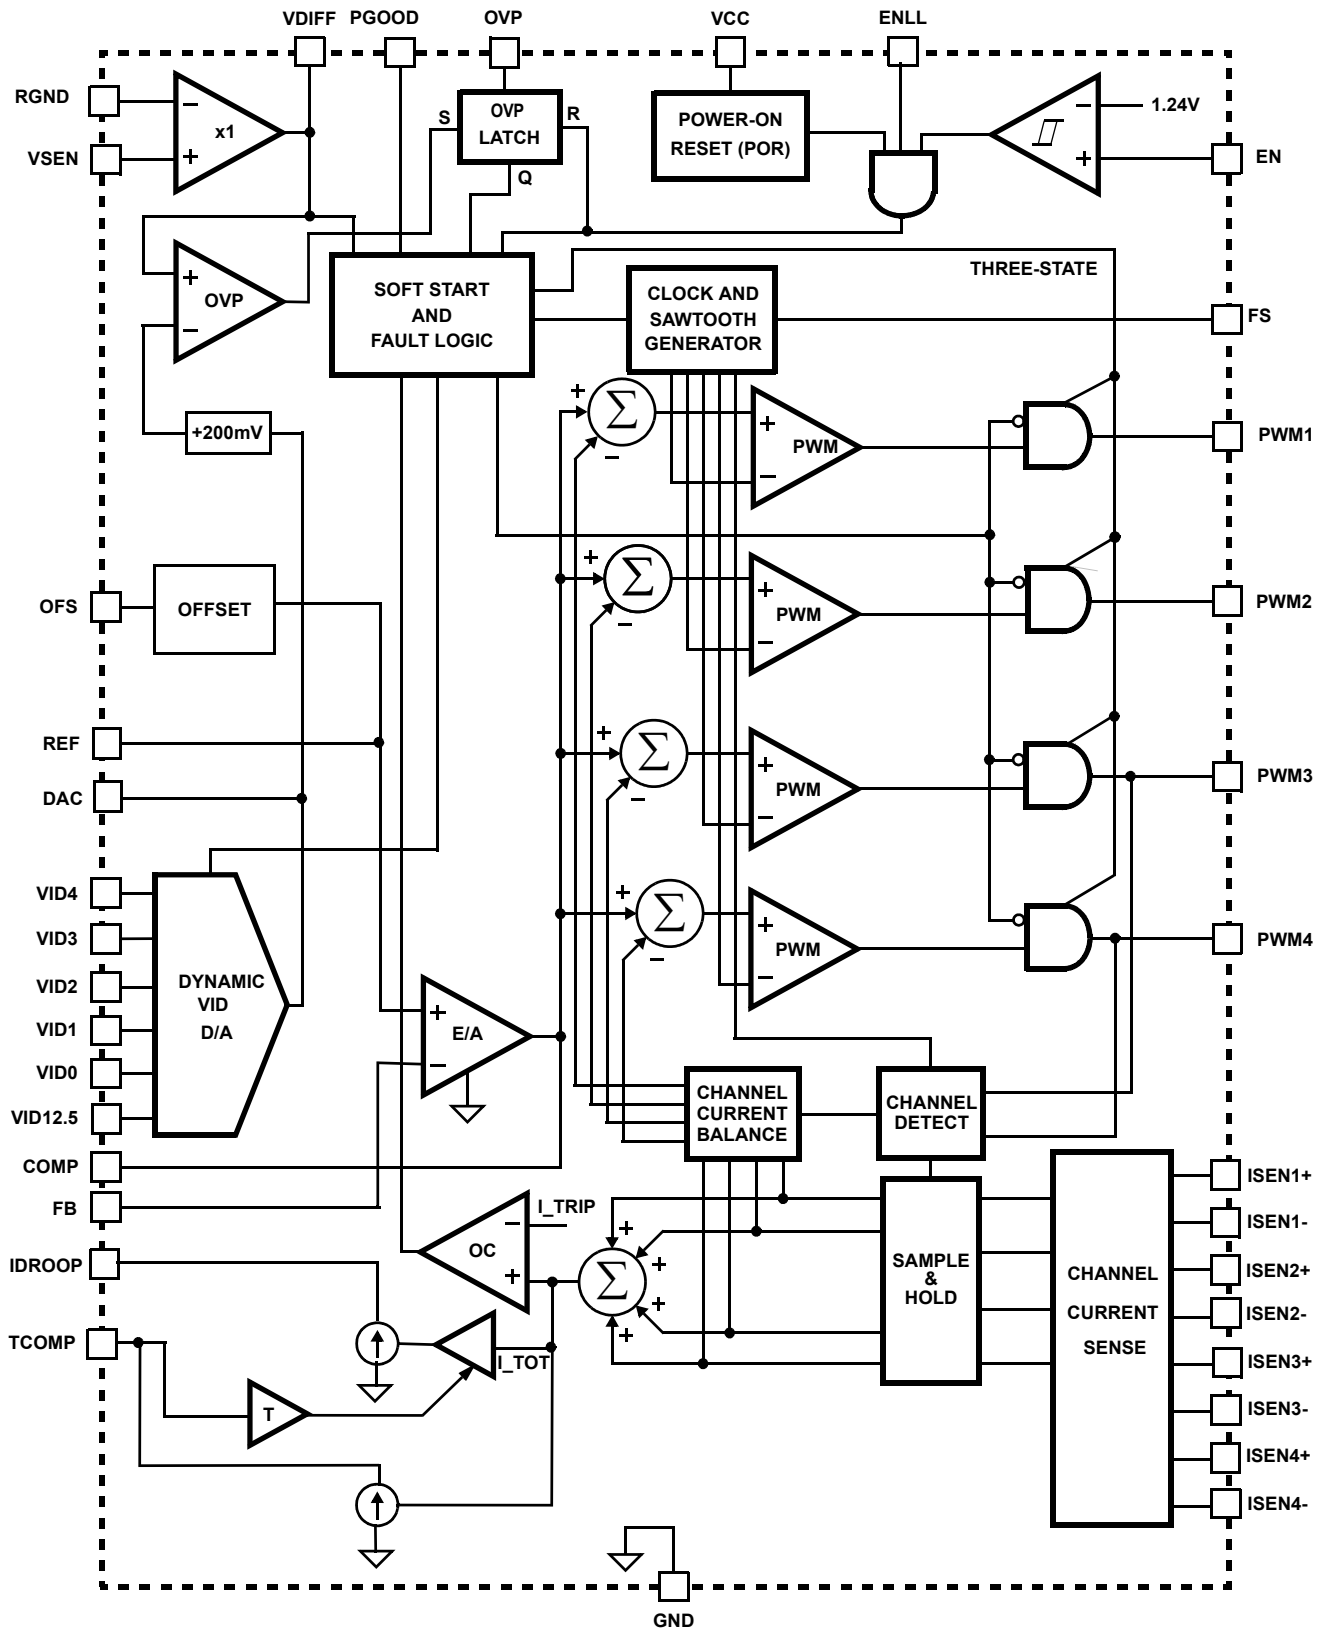 VDIFF PGOOD OVP VCC ENLL
RGND
VSEN
−
x1
+
S
OVP
LATCH
R
Q
POWER-ON
RESET (POR)
−
1.24V
+
EN
+
OVP
−
SOFT START
AND
FAULT LOGIC
CLOCK AND
SAWTOOTH
GENERATOR
THREE-STATE
FS
+200mV
+
Σ
−
+
PWM
−
PWM1
OFS
OFFSET
+
Σ
−
+
PWM
−
PWM2
REF
DAC
+
Σ
−
+
PWM
−
PWM3
VID4
VID3
VID2
VID1
VID0
VID12.5
DYNAMIC
VID
D/A
+
Σ
−
+
PWM
−
PWM4
+
E/A
−
CHANNEL
CURRENT
BALANCE
CHANNEL
DETECT
COMP
FB
IDROOP
TCOMP
−
I_TRIP
OC
+
I_TOT
T
+
+
Σ
+
+
SAMPLE
&
HOLD
CHANNEL
CURRENT
SENSE
ISEN1+
ISEN1-
ISEN2+
ISEN2-
ISEN3+
ISEN3-
ISEN4+
ISEN4-
GND